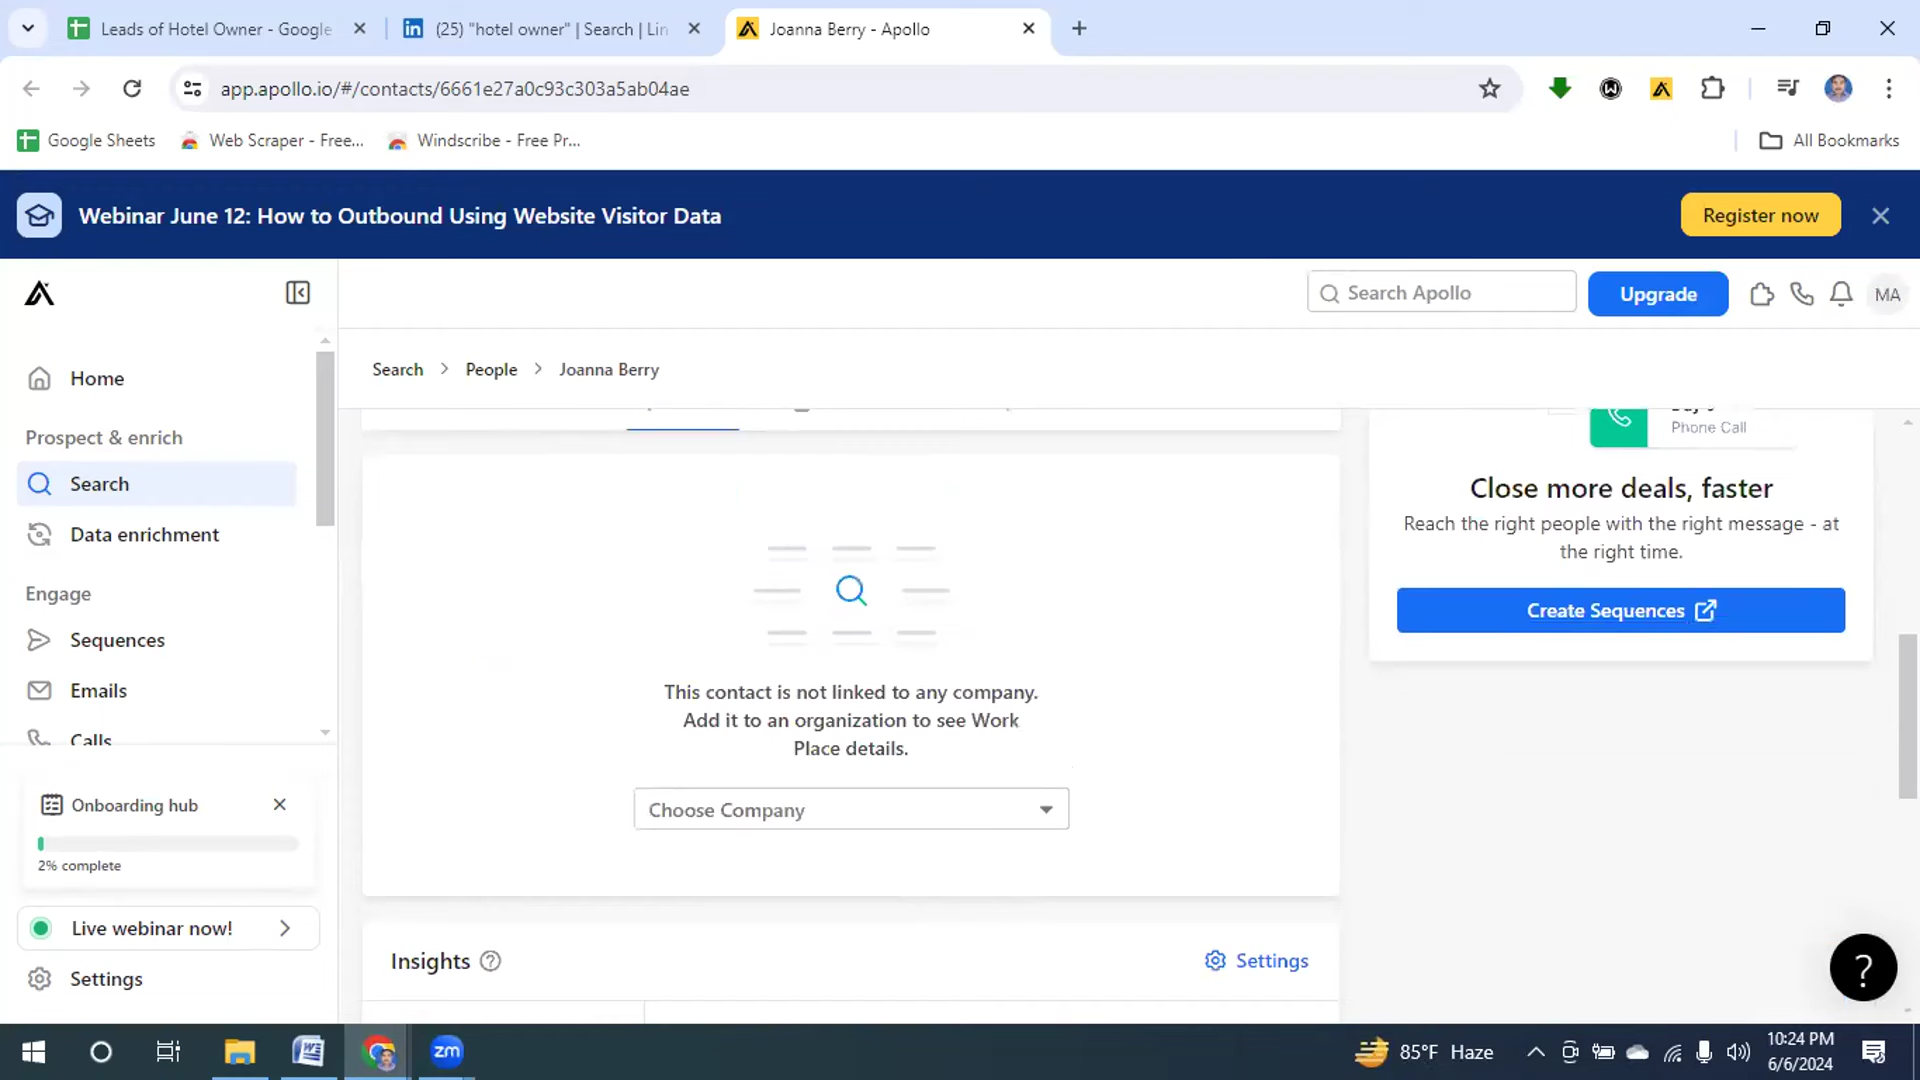 Leads of Hotel Owner - Google
(25) "hotel owner" | Search | Lin
Joanna Berry - Apollo
app.apollo.io/#/contacts/6661e27a0c93c303a5ab04ae
Google Sheets
Web Scraper - Free...
Windscribe - Free Pr...
All Bookmarks
Webinar June 12: How to Outbound Using Website Visitor Data
Register now
Search Apollo
Upgrade
MA
Home
Prospect & enrich
Search
Data enrichment
Engage
Sequences
Emails
Calls
Onboarding hub
2% complete
Live webinar now!
Settings
Search > People > Joanna Berry
This contact is not linked to any company.
Add it to an organization to see Work
Place details.
Choose Company
Insights
Settings
Phone Call
Close more deals, faster
Reach the right people with the right message - at
the right time.
Create Sequences
?
W
zm
85°F Haze
10:24 PM
6/6/2024